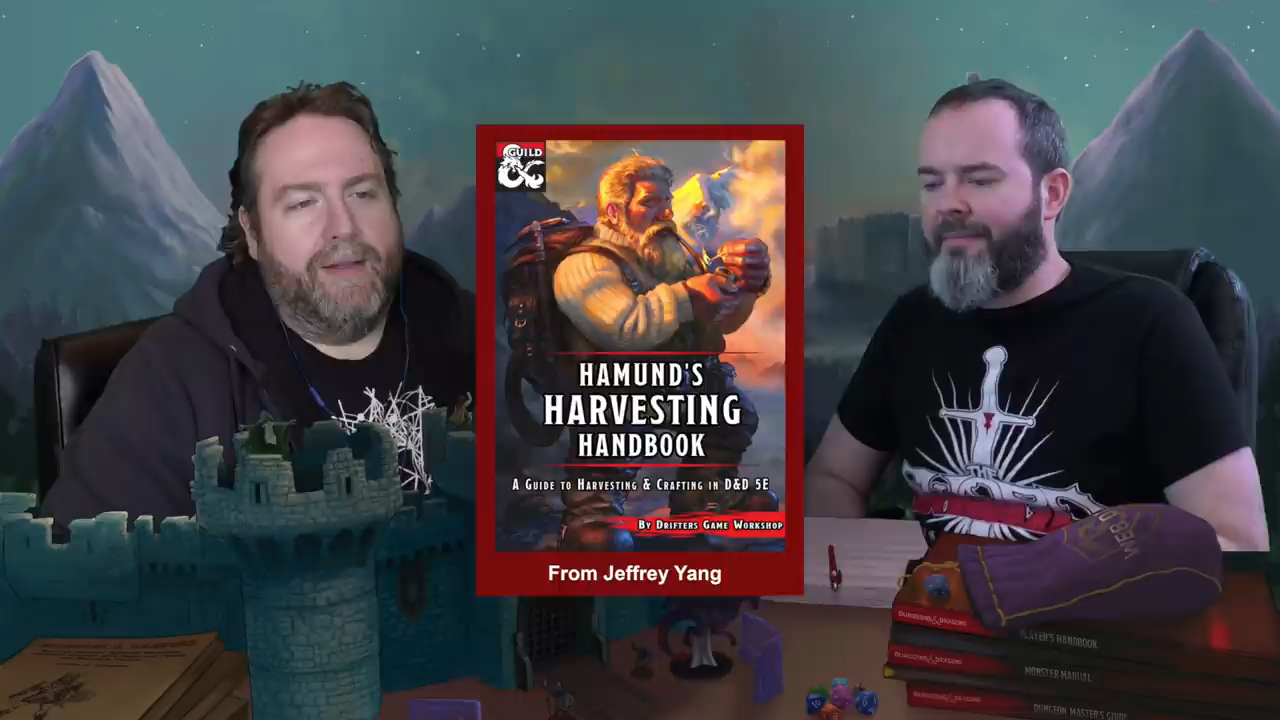 GUILD
HAMUND'S
HARVESTING
HANDBOOK
A GUIDE TO HARVESTING & CRAFTING IN D&D 5E
BY DRIFTERS GAME WORKSHOP
From Jeffrey Yang
THE
DUNGEONS & DRAGONS
PLAYER'S HANDBOOK
DUNGEONS & DRAGONS
MONSTER MANUAL
DUNGEONS & DRAGONS
DUNGEON MASTER'S GUIDE